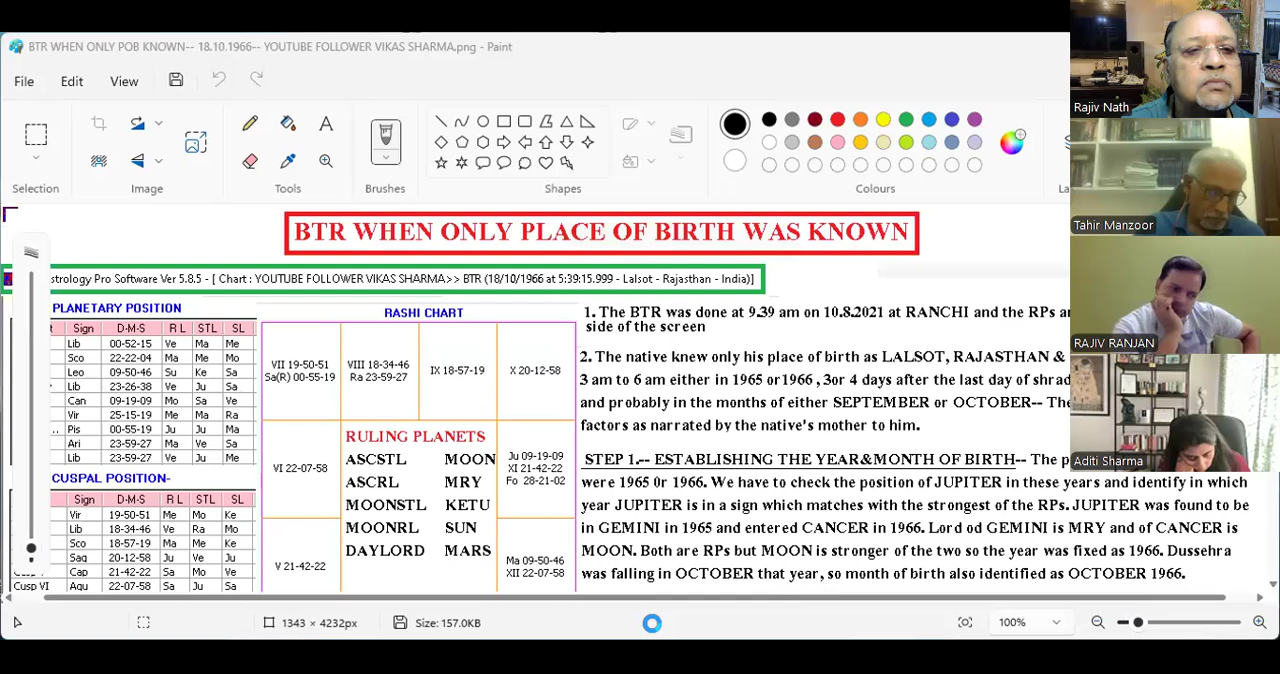 BTR WHEN ONLY POB KNOWN-- 18.10.1966-- YOUTUBE FOLLOWER VIKAS SHARMA.png - Paint
File Edit View
Selection Image Tools Brushes Shapes Colours
Rajiv Nath
Tahir Manzoor
RAJIV RANJAN
Aditi Sharma
BTR WHEN ONLY PLACE OF BIRTH WAS KNOWN
strology Pro Software Ver 5.8.5 - [ Chart : YOUTUBE FOLLOWER VIKAS SHARMA>> BTR (18/10/1966 at 5:39:15.999 - Lalsot - Rajasthan - India)]
PLANETARY POSITION
Sign D-M-S R L STL SL
Lib 00-52-15 Ve Ma Me
Sco 22-22-04 Me Ma Mo
Leo 09-50-46 Su Ke Sa
Lib 23-26-38 Ve Ju Sa
Can 09-19-09 Mo Sa Ve
Vir 25-15-19 Me Ma Ra
Pis 00-55-19 Ju Ju Ma
Ari 23-59-27 Ma Ve Sa
Lib 23-59-27 Ve Ju Me
CUSPAL POSITION-
Sign D-M-S R L STL SL
Vir 19-50-51 Me Mo Ke
Lib 18-34-46 Ve Ra Mo
Sco 18-57-19 Ma Me Ke
Sag 20-12-58 Ju Ve Ju
Cap 21-42-22 Sa Mo Ve
Cusp VI Aqu 22-07-58 Sa Ju Sa
RASHI CHART
VII 19-50-51
Sa(R) 00-55-19
VIII 18-34-46
Ra 23-59-27
IX 18-57-19
X 20-12-58
VI 22-07-58
Ju 09-19-09
XI 21-42-22
Fo 28-21-02
V 21-42-22
Ma 09-50-46
XII 22-07-58
RULING PLANETS
ASCSTL MOON
ASCRL MRY
MOONSTL KETU
MOONRL SUN
DAYLORD MARS
1. The BTR was done at 9.39 am on 10.8.2021 at RANCHI and the RPs
side of the screen
2. The native knew only his place of birth as LALSOT, RAJASTHAN &
3 am to 6 am either in 1965 or1966 ,3or 4 days after the last day of
and probably in the months of either SEPTEMBER or OCTOBER--
factors as narrated by the native's mother to him.
STEP 1.-- ESTABLISHING THE YEAR&MONTH OF BIRTH-- The
were 1965 0r 1966. We have to check the position of JUPITER in these years and identify in which
year JUPITER is in a sign which matches with the strongest of the RPs. JUPITER was found to be
in GEMINI in 1965 and entered CANCER in 1966. Lord od GEMINI is MRY and of CANCER is
MOON. Both are RPs but MOON is stronger of the two so the year was fixed as 1966. Dussehra
was falling in OCTOBER that year, so month of birth also identified as OCTOBER 1966.
1343 × 4232px Size: 157.0KB 100%